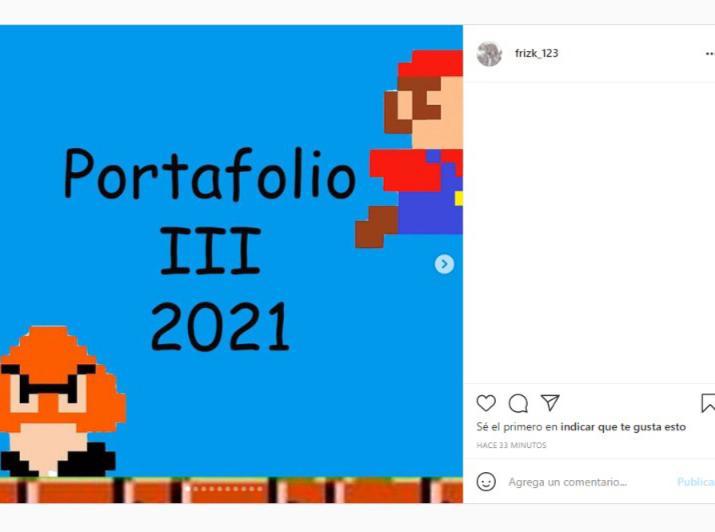 Portafolio
III
2021
frizk_123
Sé el primero en indicar que te gusta esto
HACE 33 MINUTOS
Agrega un comentario...